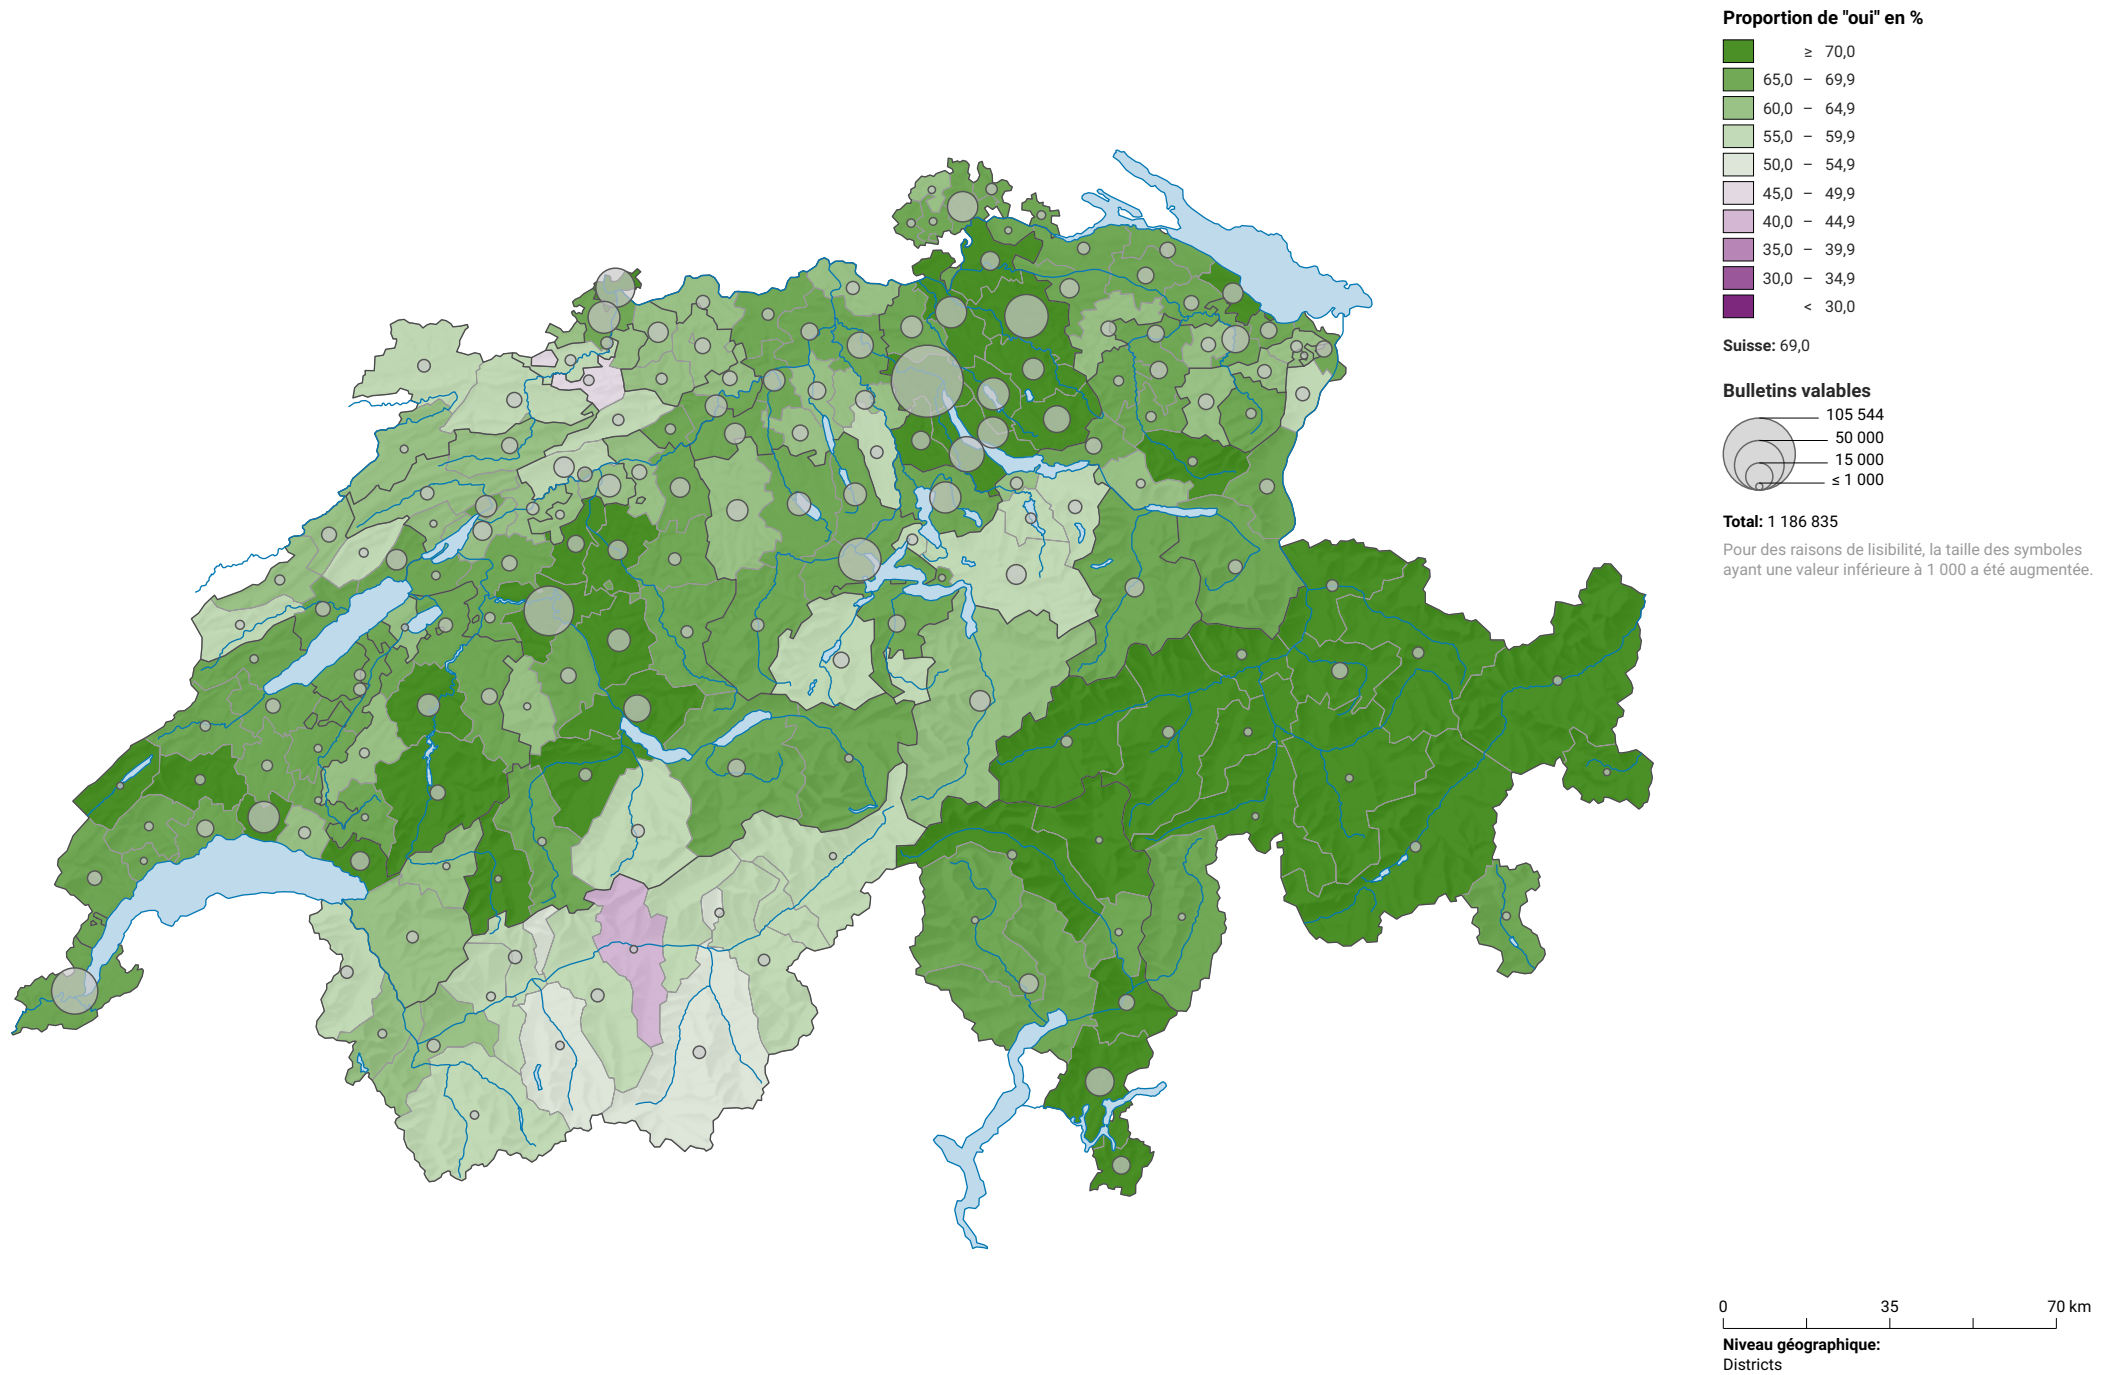 Proportion de "oui" en %
≥ 70,0
65,0 – 69,9
60,0 – 64,9
55,0 – 59,9
50,0 – 54,9
45,0 – 49,9
40,0 – 44,9
35,0 – 39,9
30,0 – 34,9
< 30,0
Suisse: 69,0
Bulletins valables
105 544
50 000
15 000
≤ 1 000
Total: 1 186 835
Pour des raisons de lisibilité, la taille des symboles
ayant une valeur inférieure à 1 000 a été augmentée.
0 35 70 km
Niveau géographique:
Districts